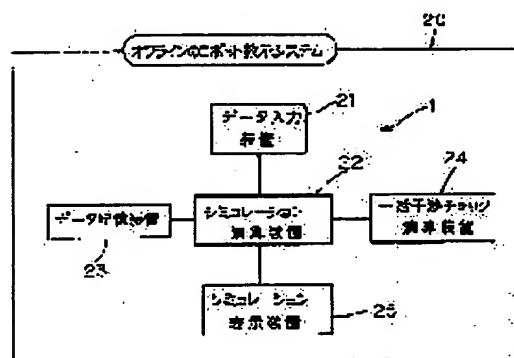 20
オフラインのロボット教示システム
21
1
データ入力
装置
22
24
シミュレーション
演算装置
データ記憶装置
23
一括干渉チェック
演算装置
シミュレーション
表示装置
25